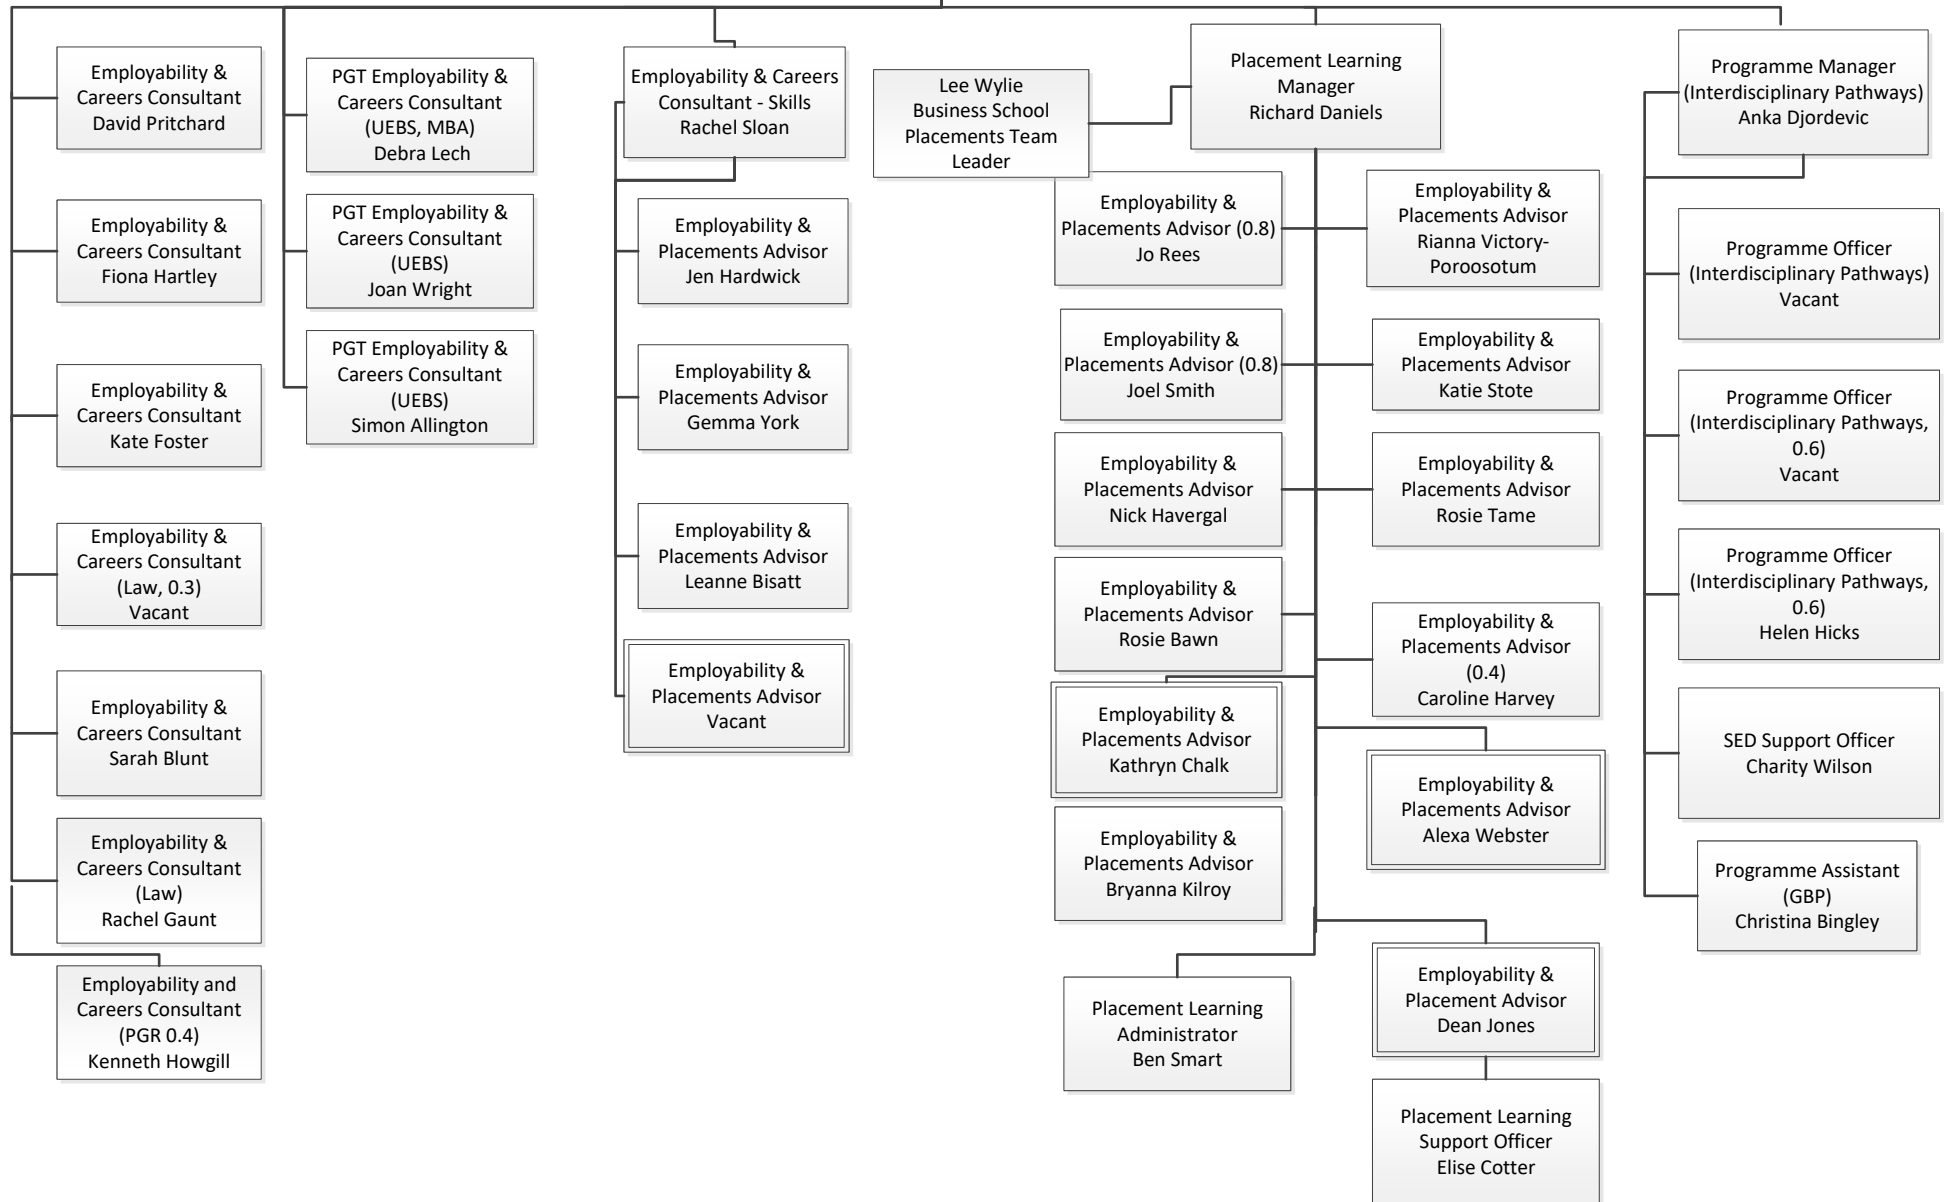 Employability &
Careers Consultant
David Pritchard
Employability &
Careers Consultant
Fiona Hartley
Employability &
Careers Consultant
Kate Foster
Employability &
Careers Consultant
(Law, 0.3)
Vacant
Employability &
Careers Consultant
Sarah Blunt
Employability &
Careers Consultant
(Law)
Rachel Gaunt
Employability and
Careers Consultant
(PGR 0.4)
Kenneth Howgill
PGT Employability &
Careers Consultant
(UEBS, MBA)
Debra Lech
PGT Employability &
Careers Consultant
(UEBS)
Joan Wright
PGT Employability &
Careers Consultant
(UEBS)
Simon Allington
Employability & Careers
Consultant - Skills
Rachel Sloan
Employability &
Placements Advisor
Jen Hardwick
Employability &
Placements Advisor
Gemma York
Employability &
Placements Advisor
Leanne Bisatt
Employability &
Placements Advisor
Vacant
Lee Wylie
Business School
Placements Team
Leader
Placement Learning
Manager
Richard Daniels
Employability &
Placements Advisor (0.8)
Jo Rees
Employability &
Placements Advisor
Rianna Victory-
Poroosotum
Employability &
Placements Advisor (0.8)
Joel Smith
Employability &
Placements Advisor
Katie Stote
Employability &
Placements Advisor
Nick Havergal
Employability &
Placements Advisor
Rosie Tame
Employability &
Placements Advisor
Rosie Bawn
Employability &
Placements Advisor
(0.4)
Caroline Harvey
Employability &
Placements Advisor
Kathryn Chalk
Employability &
Placements Advisor
Alexa Webster
Employability &
Placements Advisor
Bryanna Kilroy
Employability &
Placement Advisor
Dean Jones
Placement Learning
Administrator
Ben Smart
Placement Learning
Support Officer
Elise Cotter
Programme Manager
(Interdisciplinary Pathways)
Anka Djordevic
Programme Officer
(Interdisciplinary Pathways)
Vacant
Programme Officer
(Interdisciplinary Pathways,
0.6)
Vacant
Programme Officer
(Interdisciplinary Pathways,
0.6)
Helen Hicks
SED Support Officer
Charity Wilson
Programme Assistant
(GBP)
Christina Bingley